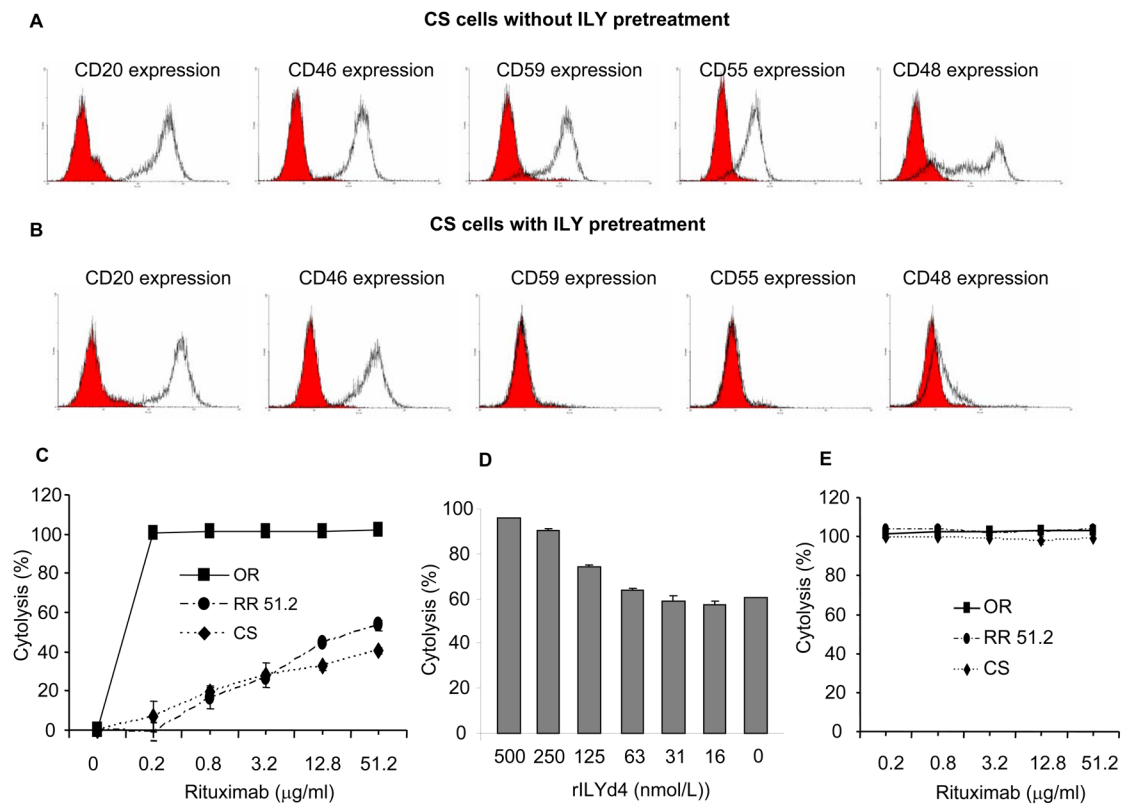 A
CS cells without ILY pretreatment
CD20 expression
CD46 expression
CD59 expression
CD55 expression
CD48 expression
B
CS cells with ILY pretreatment
CD20 expression
CD46 expression
CD59 expression
CD55 expression
CD48 expression
C
Cytolysis (%)
120
100
80
60
40
20
0
OR
RR 51.2
CS
0 0.2 0.8 3.2 12.8 51.2
Rituximab (μg/ml)
D
Cytolysis (%)
100
80
60
40
20
0
500 250 125 63 31 16 0
rILYd4 (nmol/L))
E
Cytolysis (%)
120
100
80
60
40
20
0
OR
RR 51.2
CS
0.2 0.8 3.2 12.8 51.2
Rituximab (μg/ml)